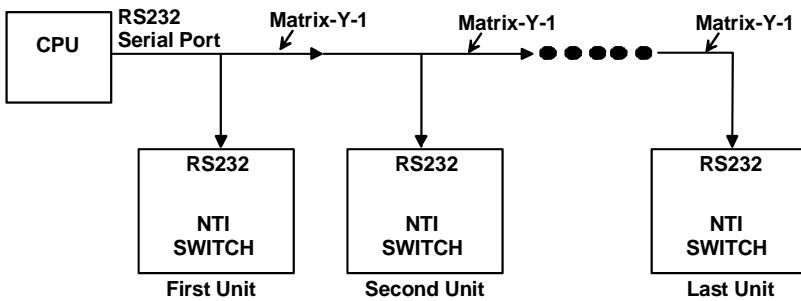 CPU
RS232
Serial Port
Matrix-Y-1
Matrix-Y-1
Matrix-Y-1
RS232
NTI
SWITCH
First Unit
RS232
NTI
SWITCH
Second Unit
RS232
NTI
SWITCH
Last Unit